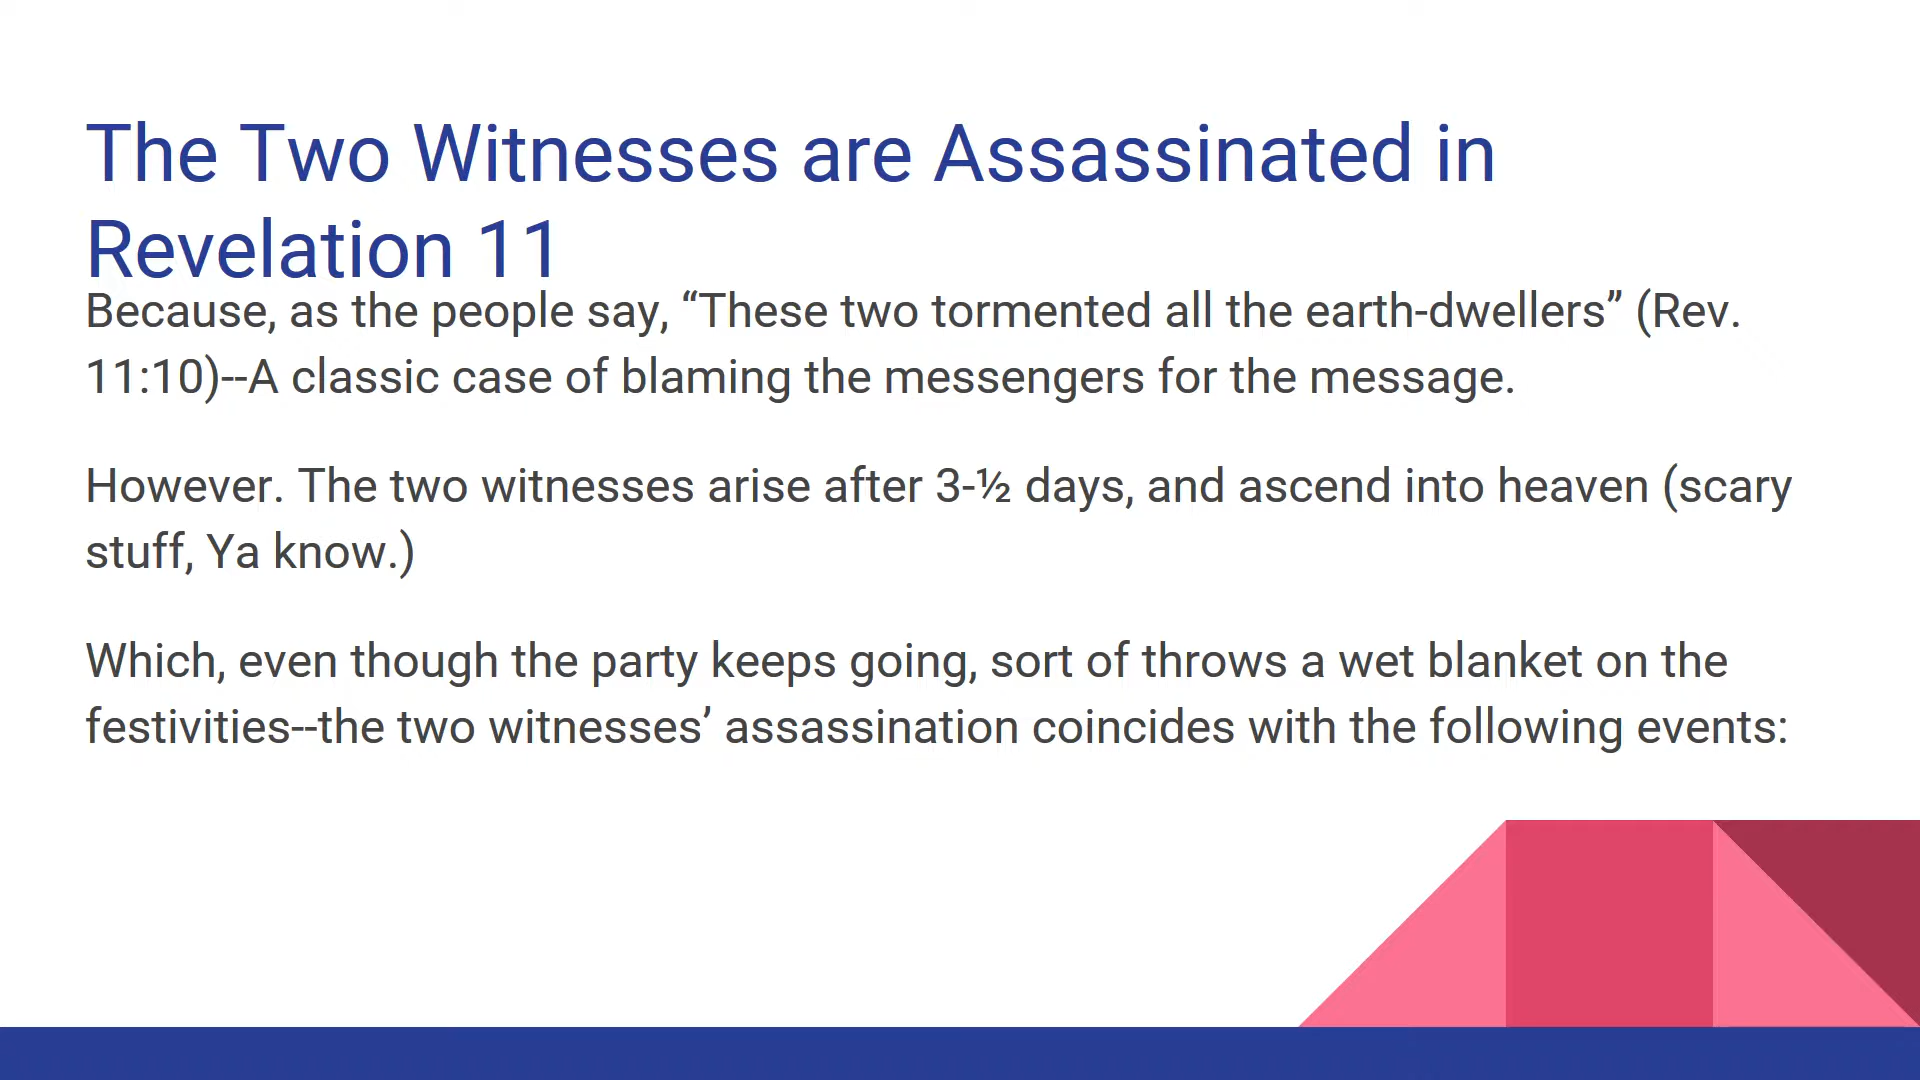 The Two Witnesses are Assassinated in
Revelation 11
Because, as the people say, “These two tormented all the earth-dwellers” (Rev.
11:10)--A classic case of blaming the messengers for the message.
However. The two witnesses arise after 3-½ days, and ascend into heaven (scary
stuff, Ya know.)
Which, even though the party keeps going, sort of throws a wet blanket on the
festivities--the two witnesses’ assassination coincides with the following events: